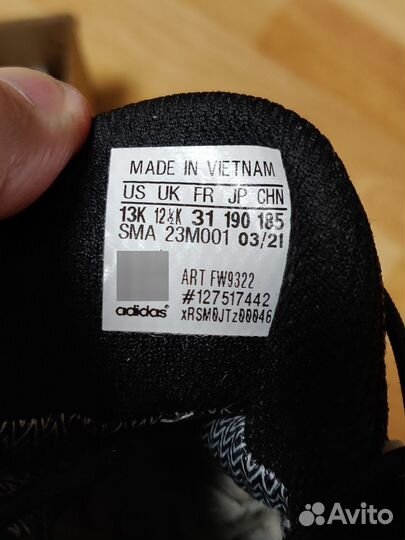 MADE IN VIETNAM
US UK FR JP CHN
13K 12½K 31 190 185
SMA 23M001 03/21
ART FW9322
#127517442
adidas
xRSM0JTz00046
Avito